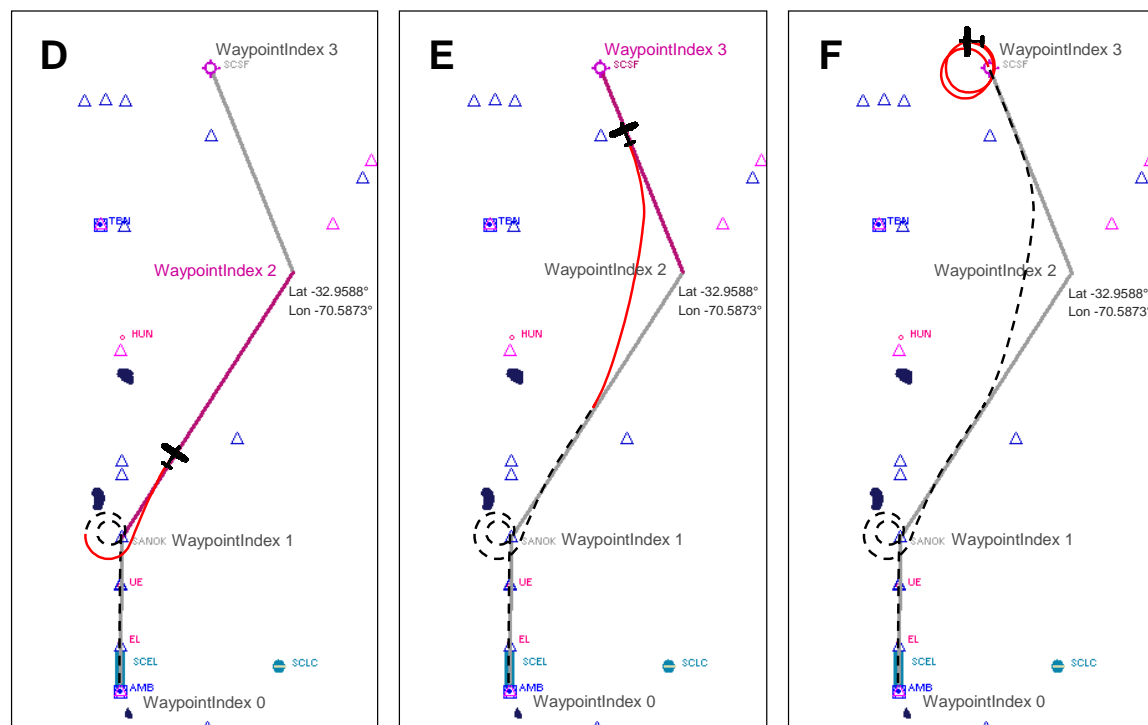 D
WaypointIndex 3
SCSF
TBN
WaypointIndex 2
Lat -32.9588°
Lon -70.5873°
HUN
SANOK WaypointIndex 1
UE
EL
SCEL
SCLC
AMB
WaypointIndex 0
E
WaypointIndex 3
SCSF
TBN
WaypointIndex 2
Lat -32.9588°
Lon -70.5873°
HUN
SANOK WaypointIndex 1
UE
EL
SCEL
SCLC
AMB
WaypointIndex 0
F
WaypointIndex 3
SCSF
TBN
WaypointIndex 2
Lat -32.9588°
Lon -70.5873°
HUN
SANOK WaypointIndex 1
UE
EL
SCEL
SCLC
AMB
WaypointIndex 0